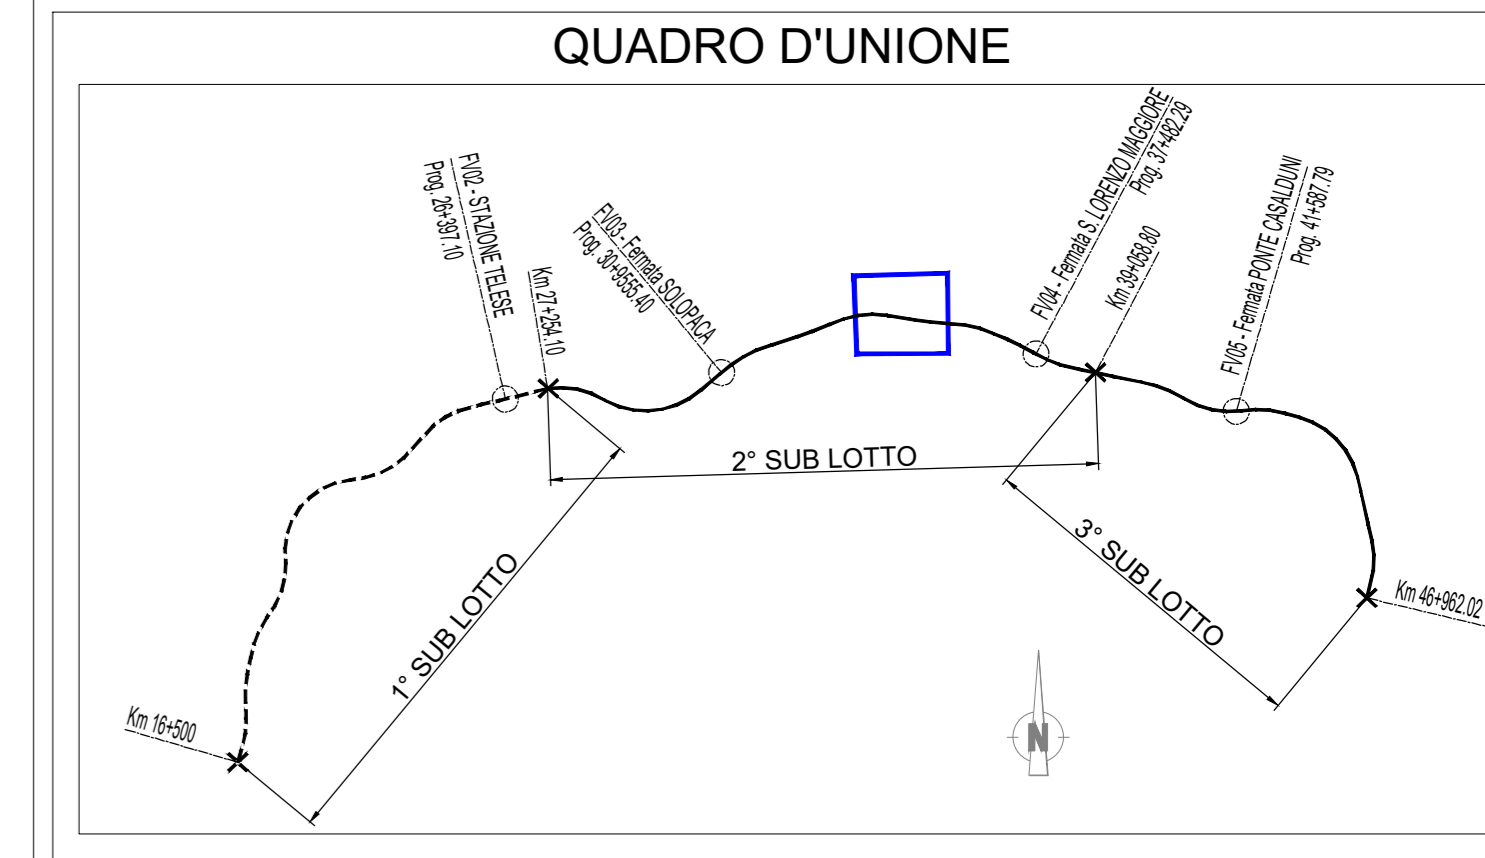 QUADRO D'UNIONE
FV02 - STAZIONE TELESE
Prog. 26+397.10
Km 27+254.10
FV03 - Fermata SOLOPACA
Prog. 30+9555.40
FV04 - Fermata S. LORENZO MAGGIORE
Prog. 37+482.29
Km 39+058.80
FV05 - Fermata PONTE CASALDUNI
Prog. 41+587.79
2° SUB LOTTO
1° SUB LOTTO
3° SUB LOTTO
Km 46+962.02
Km 16+500
N